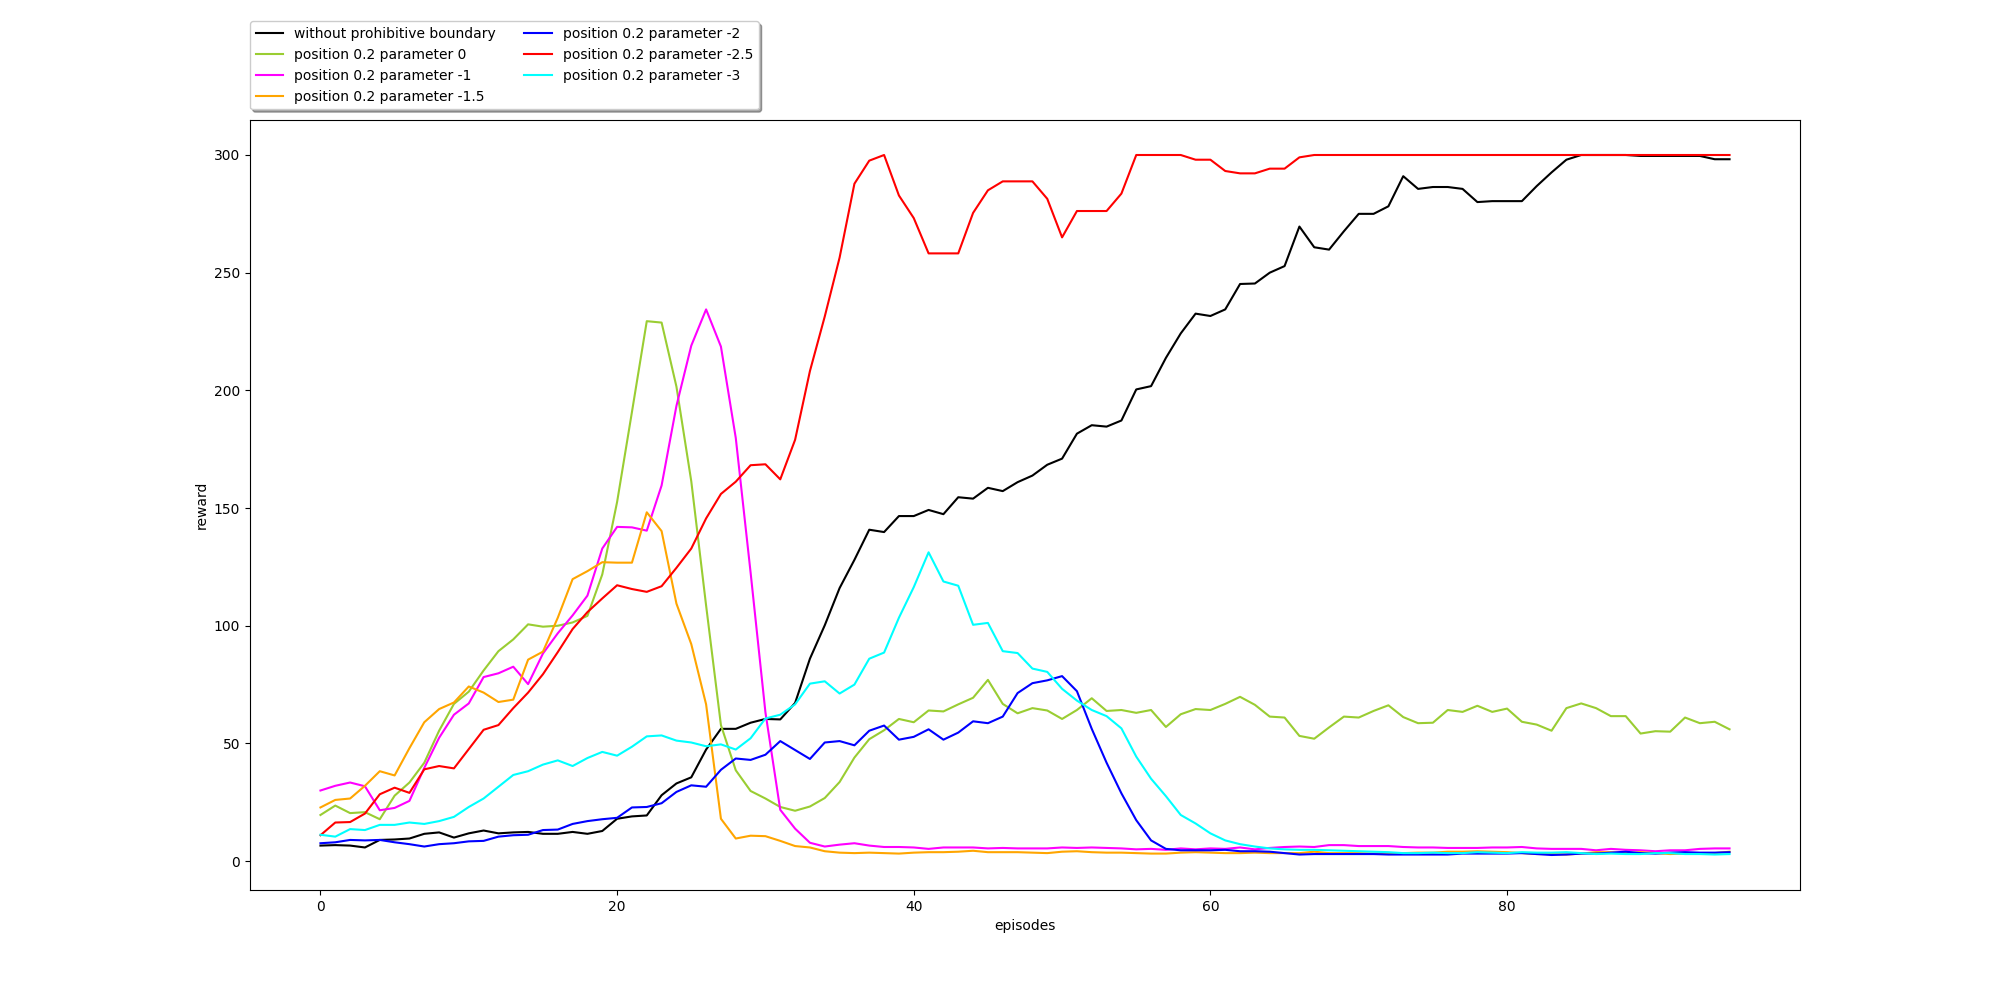 without prohibitive boundary
position 0.2 parameter 0
position 0.2 parameter -1
position 0.2 parameter -1.5
position 0.2 parameter -2
position 0.2 parameter -2.5
position 0.2 parameter -3
300
250
200
150
100
50
0
reward
0 20 40 60 80
episodes